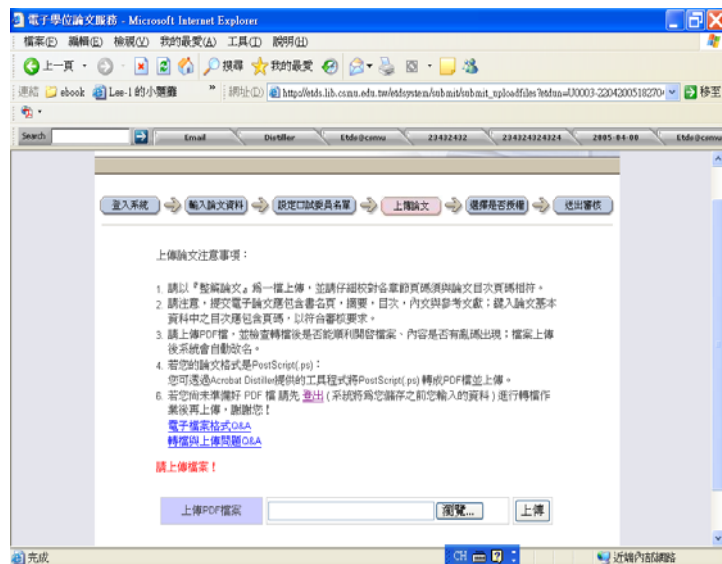 電子學位論文服務 - Microsoft Internet Explorer
檔案(F) 編輯(E) 檢視(V) 我的最愛(A) 工具(T) 說明(H)
上一頁 搜尋 我的最愛
連結 ebook Lee-1 的小蕃籬 網址(D) 移至
Search Email Distiller Etds@csmu 23432432 234324324324 2005-04-08 Etds@csmu
登入系統 輸入論文資料 設定口試委員名單 上傳論文 選擇是否授權 送出審核
上傳論文注意事項：
1. 請以『整篇論文』為一檔上傳，並請仔細校對各章節頁碼須與論文目次頁碼相符。
2. 請注意，提交電子論文應包含書名頁，摘要，目次，內文與參考文獻；鍵入論文基本
資料中之目次應包含頁碼，以符合審核要求。
3. 請上傳PDF檔，並檢查轉檔後是否能順利開啟檔案、內容是否有亂碼出現；檔案上傳
後系統會自動改名。
4. 若您的論文格式是PostScript(.ps)：
您可透過Acrobat Distiller提供的工具程式將PostScript(.ps) 轉成PDF檔並上傳。
6. 若您尚未準備好 PDF 檔 請先 登出 ( 系統將為您儲存之前您輸入的資料 ) 進行轉檔作
業後再上傳，謝謝您！
電子檔案格式Q&A
轉檔與上傳問題Q&A
請上傳檔案！
上傳PDF檔案 瀏覽... 上傳
完成 CH 近端內部網路